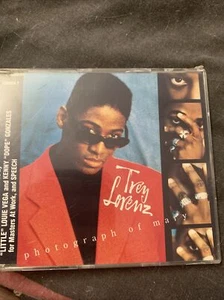 "LITTLE" LOUIE VEGA and KENNY "DOPE" GONZALES
for Masters At Work, and SPEECH
Trey
Lorenz
photograph of mary